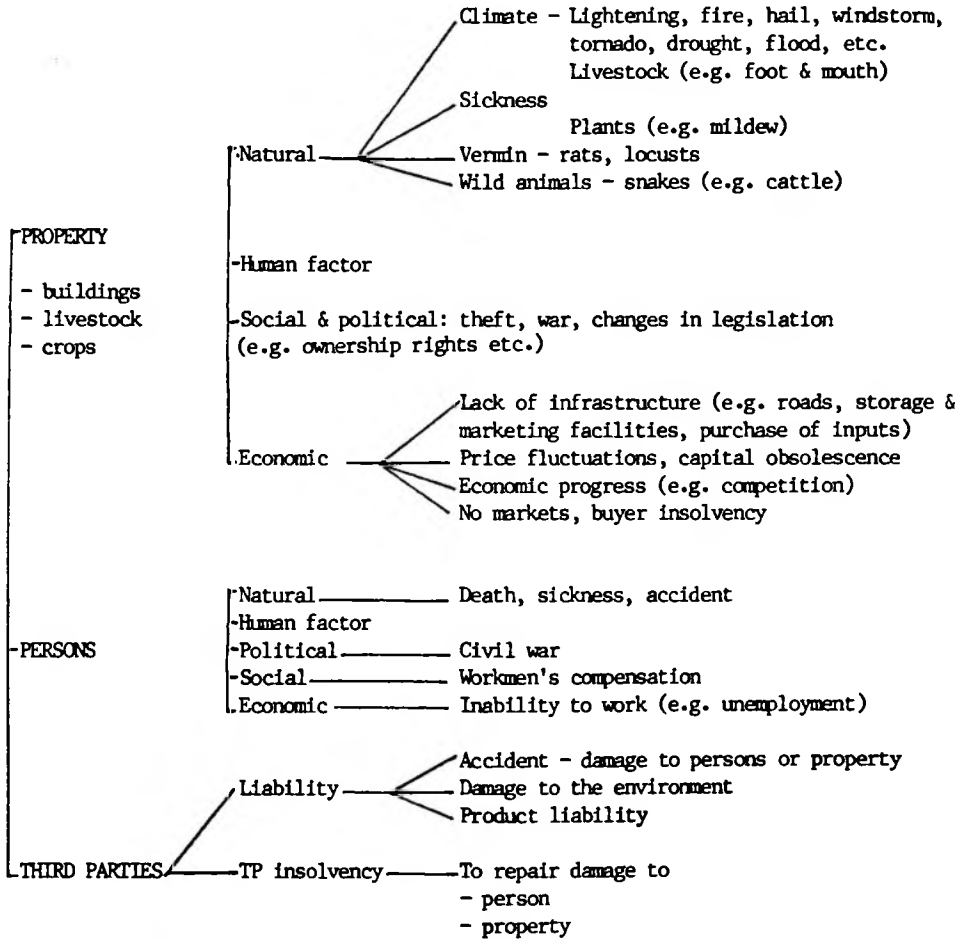 Climate - Lightening, fire, hail, windstorm,
tornado, drought, flood, etc.
Livestock (e.g. foot & mouth)
Sickness
Plants (e.g. mildew)
Natural
Vermin - rats, locusts
Wild animals - snakes (e.g. cattle)
PROPERTY
- buildings
- livestock
- crops
Human factor
Social & political: theft, war, changes in legislation
(e.g. ownership rights etc.)
Lack of infrastructure (e.g. roads, storage &
marketing facilities, purchase of inputs)
Economic
Price fluctuations, capital obsolescence
Economic progress (e.g. competition)
No markets, buyer insolvency
PERSONS
Natural
Death, sickness, accident
Human factor
Political
Civil war
Social
Workmen's compensation
Economic
Inability to work (e.g. unemployment)
THIRD PARTIES
Liability
Accident - damage to persons or property
Damage to the environment
Product liability
TP insolvency
To repair damage to
- person
- property